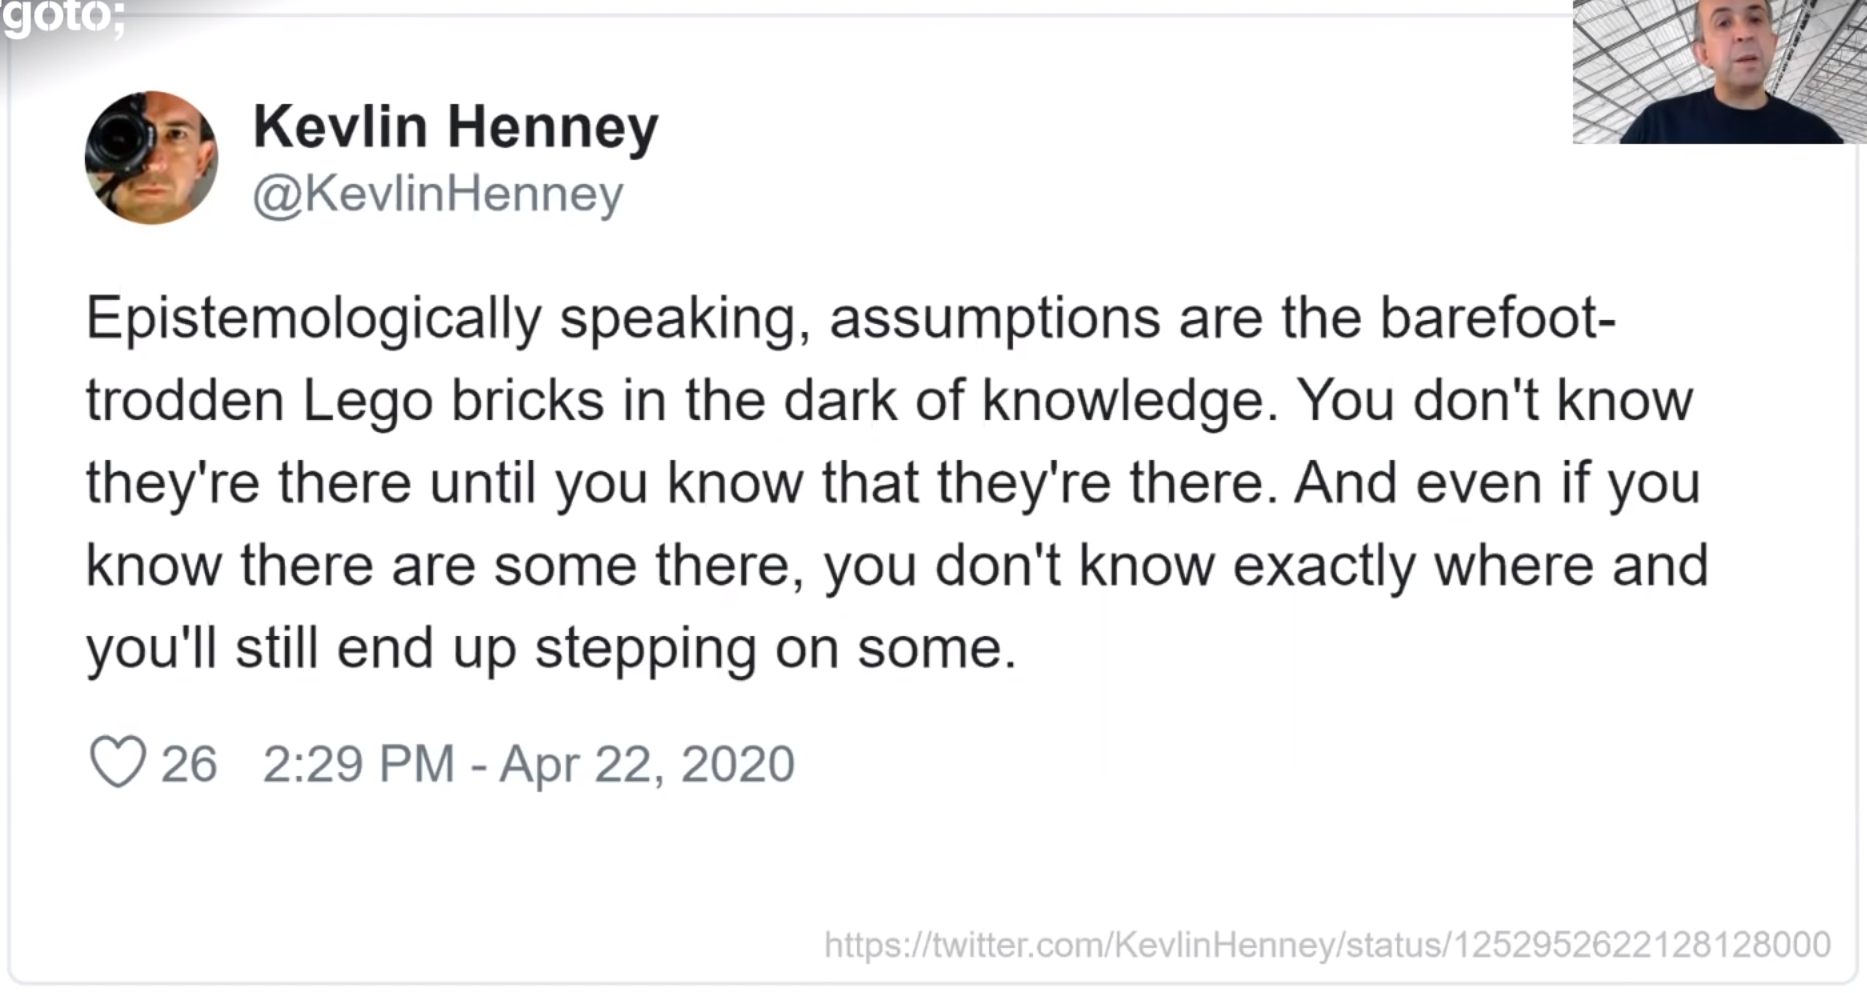 goto;
Kevlin Henney
@KevlinHenney
Epistemologically speaking, assumptions are the barefoot-
trodden Lego bricks in the dark of knowledge. You don't know
they're there until you know that they're there. And even if you
know there are some there, you don't know exactly where and
you'll still end up stepping on some.
26 2:29 PM - Apr 22, 2020
https://twitter.com/KevlinHenney/status/1252952622128128000